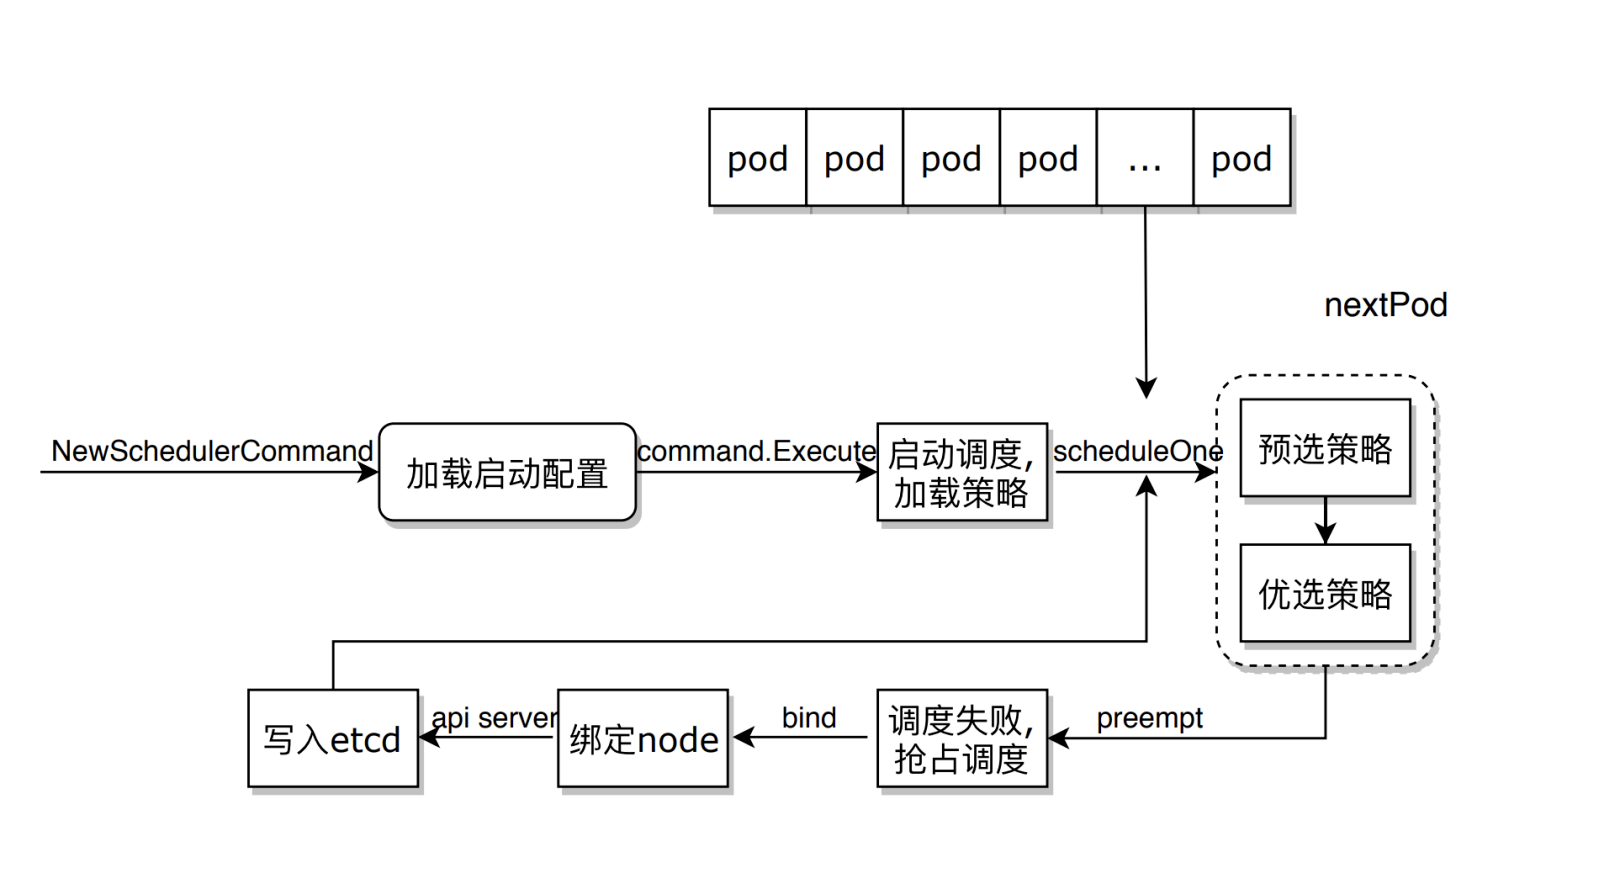 pod pod pod pod ... pod
nextPod
NewSchedulerCommand
加载启动配置
command.Execute
启动调度,
加载策略
scheduleOne
预选策略
优选策略
写入etcd
api server
绑定node
bind
调度失败,
抢占调度
preempt